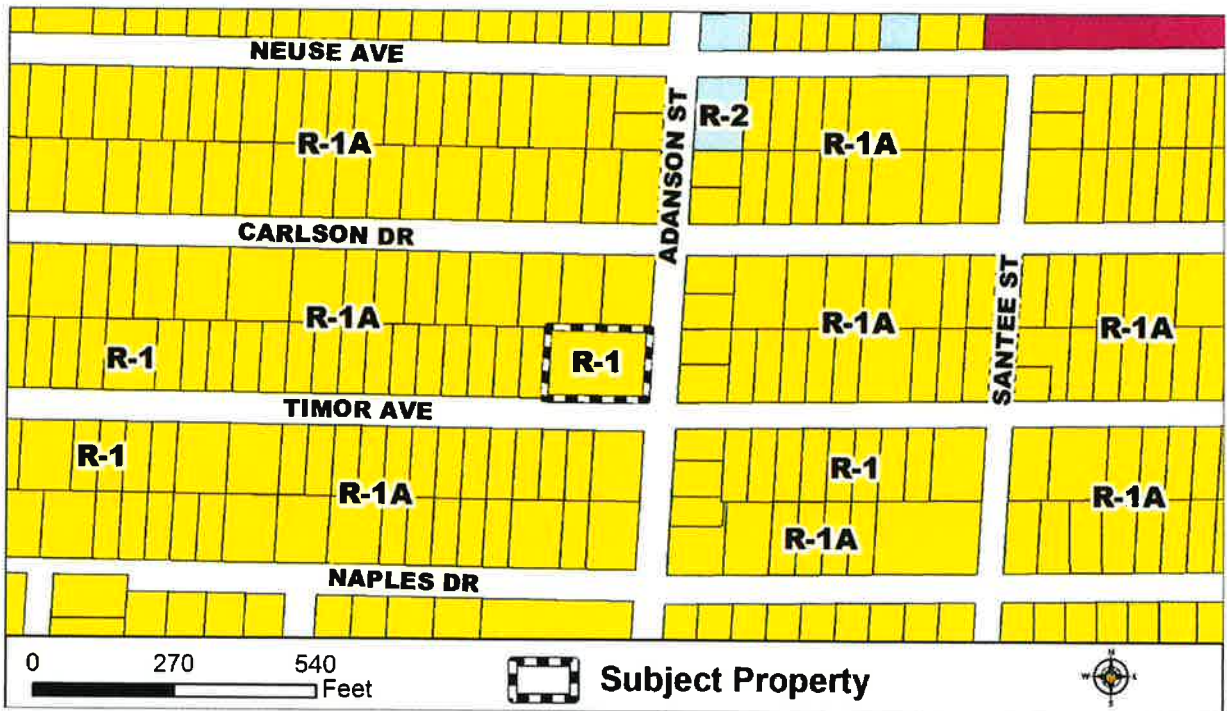 NEUSE AVE
R-1A
ADANSON ST
R-2
R-1A
CARLSON DR
R-1A
R-1
R-1
R-1A
SANTEE ST
R-1A
TIMOR AVE
R-1
R-1A
R-1
R-1A
R-1A
NAPLES DR
0 270 540
Feet
Subject Property
N
W E
S